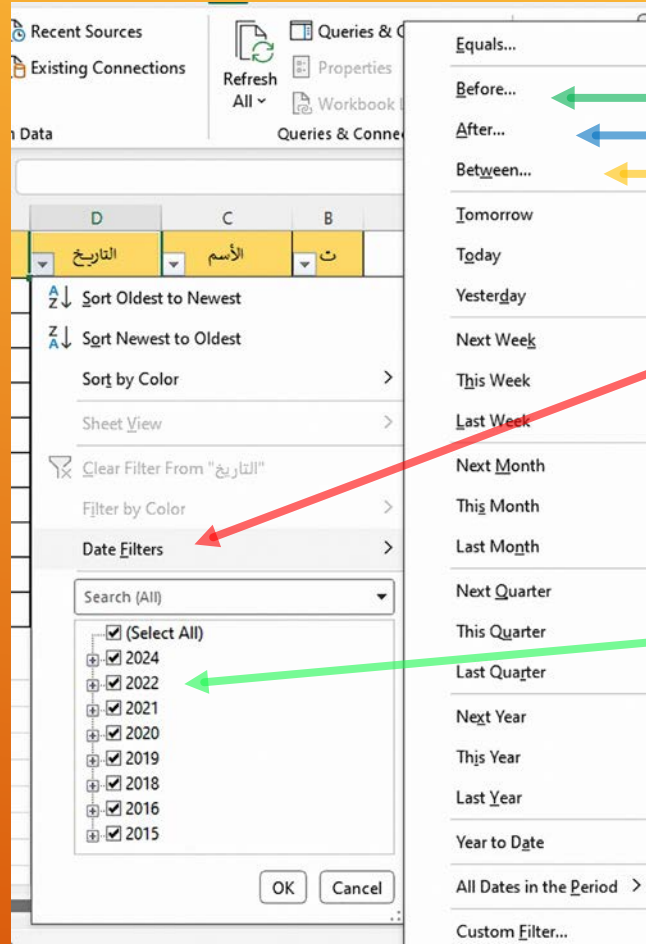 Recent Sources
Existing Connections
Refresh
All
Queries &
Properties
Workbook
Data
Queries &
D
C
B
التاريخ
الأسم
ت
Sort Oldest to Newest
Sort Newest to Oldest
Sort by Color
Sheet View
Clear Filter From "التاريخ"
Filter by Color
Date Filters
Search (All)
(Select All)
2024
2022
2021
2020
2019
2018
2016
2015
OK
Cancel
Equals...
Before...
After...
Between...
Tomorrow
Today
Yesterday
Next Week
This Week
Last Week
Next Month
This Month
Last Month
Next Quarter
This Quarter
Last Quarter
Next Year
This Year
Last Year
Year to Date
All Dates in the Period
Custom Filter...